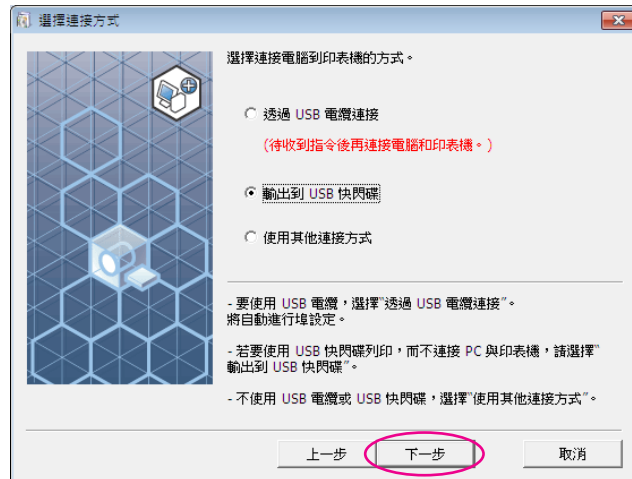 選擇連接方式
選擇連接電腦到印表機的方式。
透過 USB 電纜連接
(待收到指令後再連接電腦和印表機。)
輸出到 USB 快閃碟
使用其他連接方式
- 要使用 USB 電纜，選擇"透過 USB 電纜連接"。
將自動進行埠設定。
- 若要使用 USB 快閃碟列印，而不連接 PC 與印表機，請選擇"
輸出到 USB 快閃碟"。
- 不使用 USB 電纜或 USB 快閃碟，選擇"使用其他連接方式"。
上一步 下一步 取消